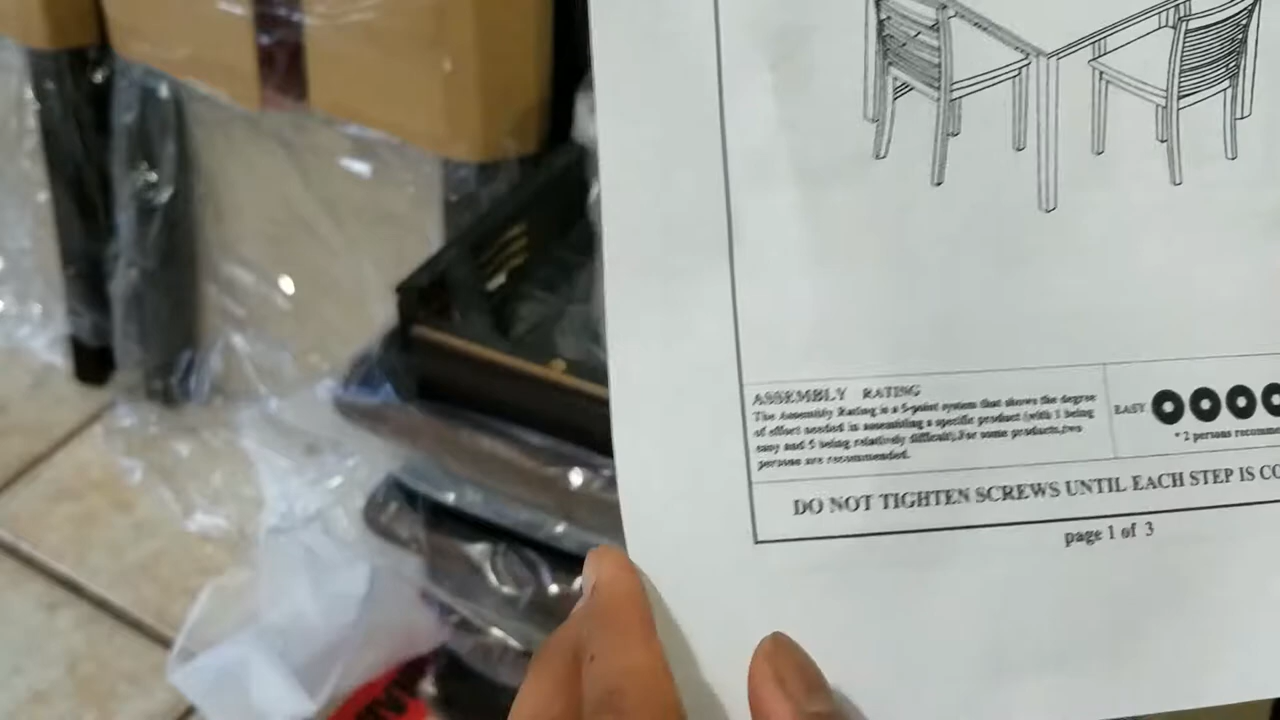 ASSEMBLY RATING
The Assembly Rating is a 5-point system that shows the degree
of effort needed in assembling a specific product (with 1 being
easy and 5 being relatively difficult).For some products,two
persons are recommended.
EASY
* 2 persons recomm
DO NOT TIGHTEN SCREWS UNTIL EACH STEP IS CO
page 1 of 3